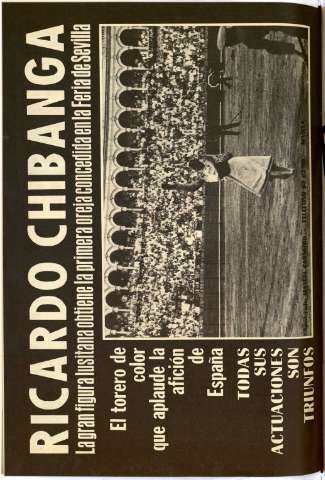 RICARDO CHIBANGA
La gran figura lusitana obtiene la primera oreja concedida en la Feria de Sevilla
El torero de
color
que aplaude la
afición
de
España
TODAS
SUS
ACTUACIONES
SON
TRIUNFOS